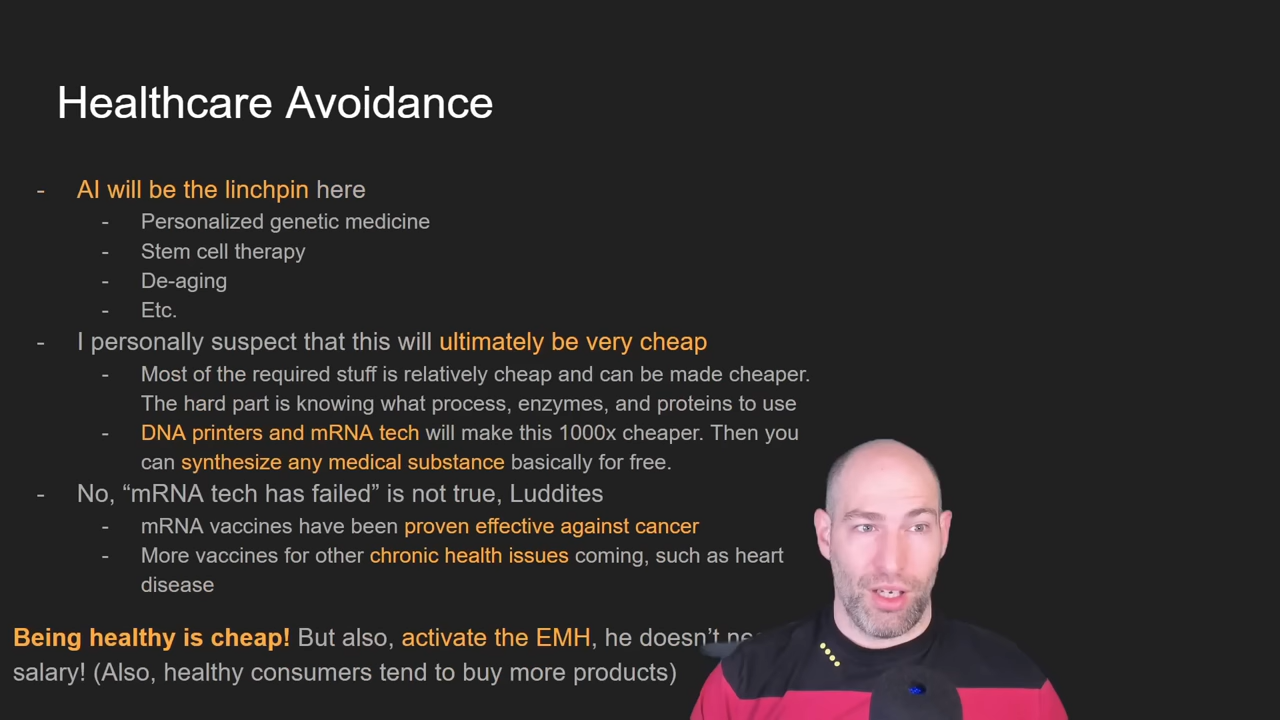 Healthcare Avoidance
- AI will be the linchpin here
- Personalized genetic medicine
- Stem cell therapy
- De-aging
- Etc.
- I personally suspect that this will ultimately be very cheap
- Most of the required stuff is relatively cheap and can be made cheaper.
The hard part is knowing what process, enzymes, and proteins to use
- DNA printers and mRNA tech will make this 1000x cheaper. Then you
can synthesize any medical substance basically for free.
- No, “mRNA tech has failed” is not true, Luddites
- mRNA vaccines have been proven effective against cancer
- More vaccines for other chronic health issues coming, such as heart
disease
Being healthy is cheap! But also, activate the EMH, he doesn’t
salary! (Also, healthy consumers tend to buy more products)